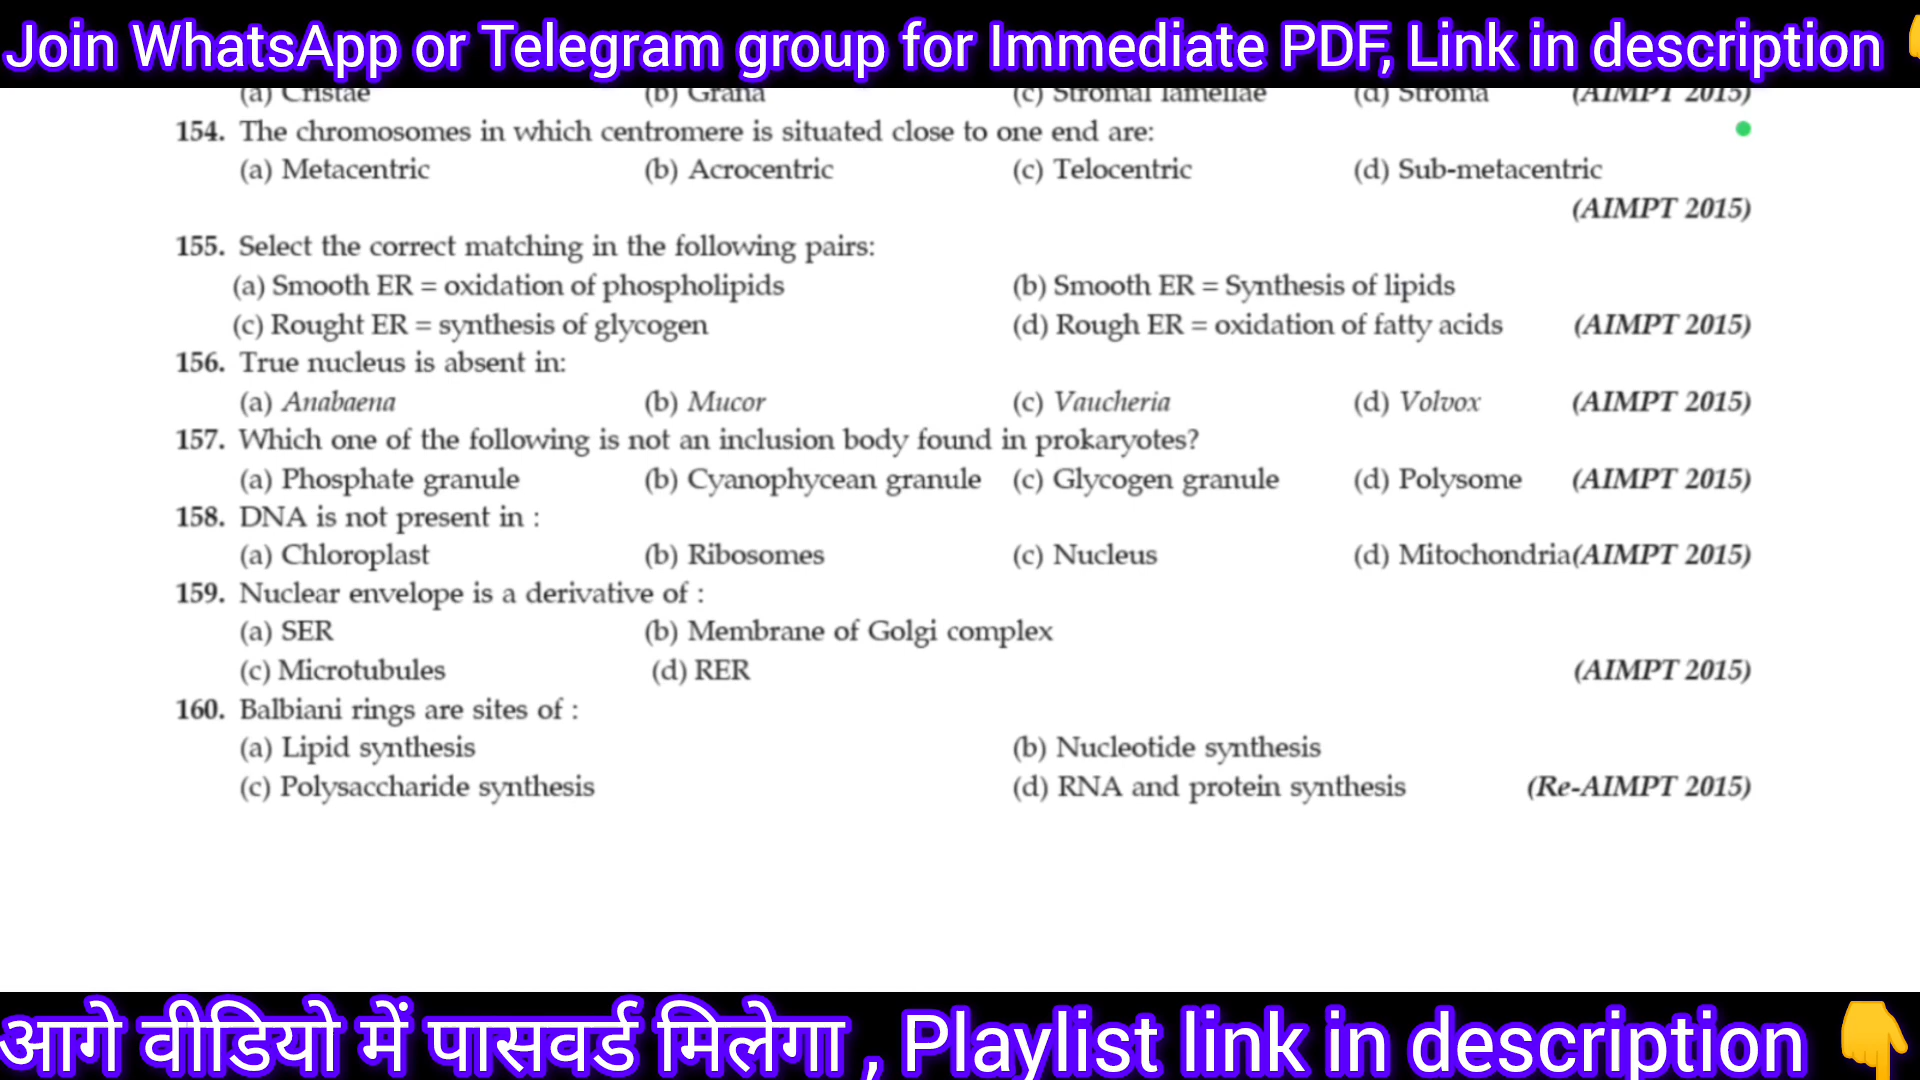 Join WhatsApp or Telegram group for Immediate PDF, Link in description 👇
(a) Cristae (b) Grana (c) Stromal lamellae (d) Stroma (AIMPT 2015)
154. The chromosomes in which centromere is situated close to one end are:
(a) Metacentric (b) Acrocentric (c) Telocentric (d) Sub-metacentric
(AIMPT 2015)
155. Select the correct matching in the following pairs:
(a) Smooth ER = oxidation of phospholipids (b) Smooth ER = Synthesis of lipids
(c) Rought ER = synthesis of glycogen (d) Rough ER = oxidation of fatty acids (AIMPT 2015)
156. True nucleus is absent in:
(a) Anabaena (b) Mucor (c) Vaucheria (d) Volvox (AIMPT 2015)
157. Which one of the following is not an inclusion body found in prokaryotes?
(a) Phosphate granule (b) Cyanophycean granule (c) Glycogen granule (d) Polysome (AIMPT 2015)
158. DNA is not present in :
(a) Chloroplast (b) Ribosomes (c) Nucleus (d) Mitochondria(AIMPT 2015)
159. Nuclear envelope is a derivative of :
(a) SER (b) Membrane of Golgi complex
(c) Microtubules (d) RER (AIMPT 2015)
160. Balbiani rings are sites of :
(a) Lipid synthesis (b) Nucleotide synthesis
(c) Polysaccharide synthesis (d) RNA and protein synthesis (Re-AIMPT 2015)
आगे वीडियो में पासवर्ड मिलेगा , Playlist link in description 👇